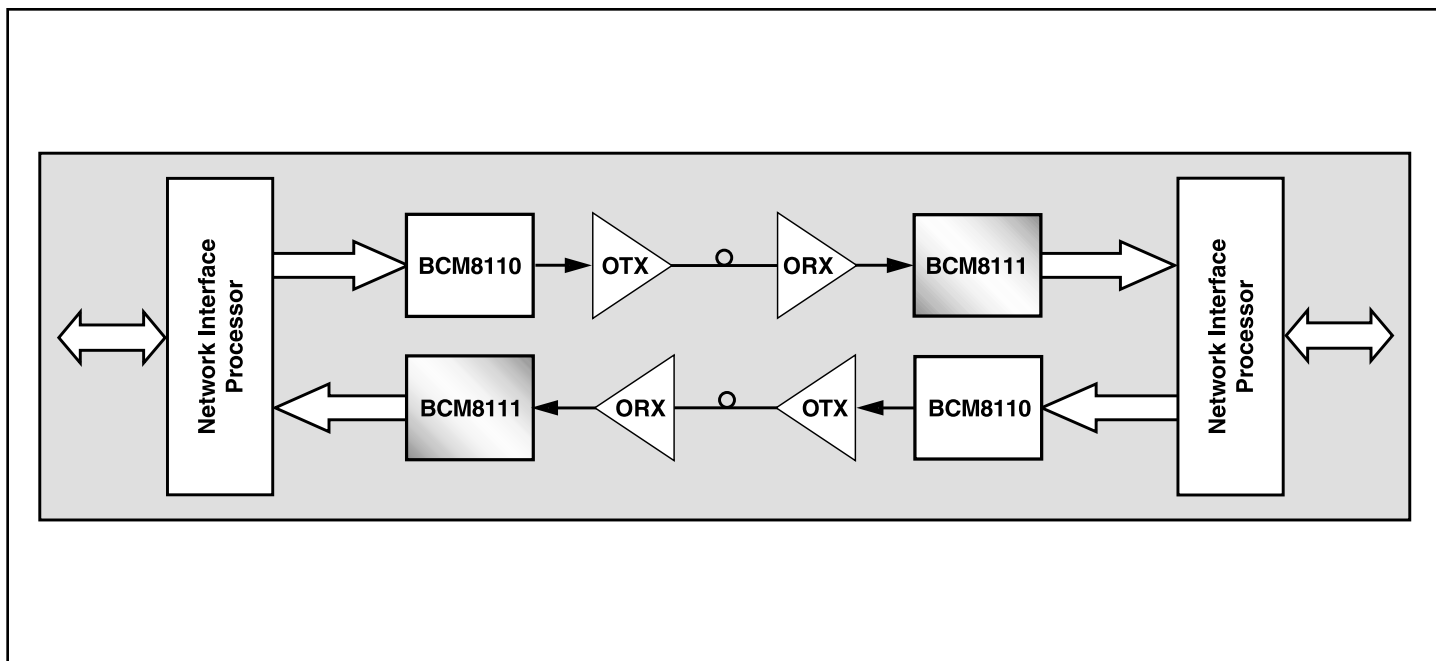 Network Interface
Processor
BCM8110
OTX
ORX
BCM8111
BCM8111
ORX
OTX
BCM8110
Network Interface
Processor